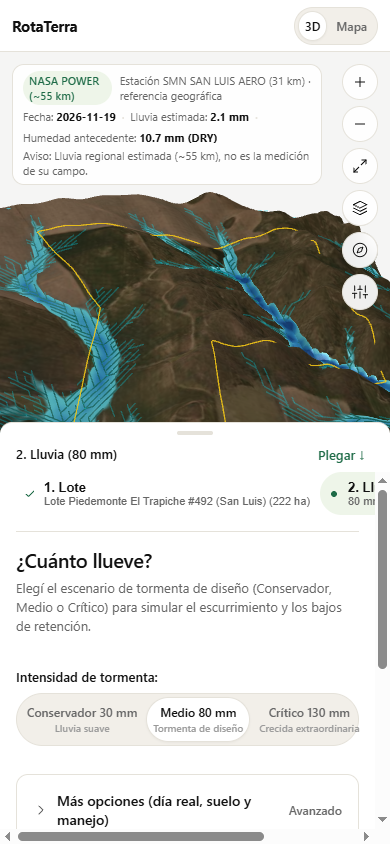 RotaTerra
3D Mapa
NASA POWER
(~55 km)
Estación SMN SAN LUIS AERO (31 km) ·
referencia geográfica
Fecha: 2026-11-19 · Lluvia estimada: 2.1 mm ·
Humedad antecedente: 10.7 mm (DRY)
Aviso: Lluvia regional estimada (~55 km), no es la medición
de su campo.
2. Lluvia (80 mm)
Plegar ↓
1. Lote
Lote Piedemonte El Trapiche #492 (San Luis) (222 ha)
2. Ll
80 m
¿Cuánto llueve?
Elegí el escenario de tormenta de diseño (Conservador,
Medio o Crítico) para simular el escurrimiento y los bajos
de retención.
Intensidad de tormenta:
Conservador 30 mm Medio 80 mm Crítico 130 mm
Lluvia suave Tormenta de diseño Crecida extraordinaria
Más opciones (día real, suelo y
manejo)
Avanzado